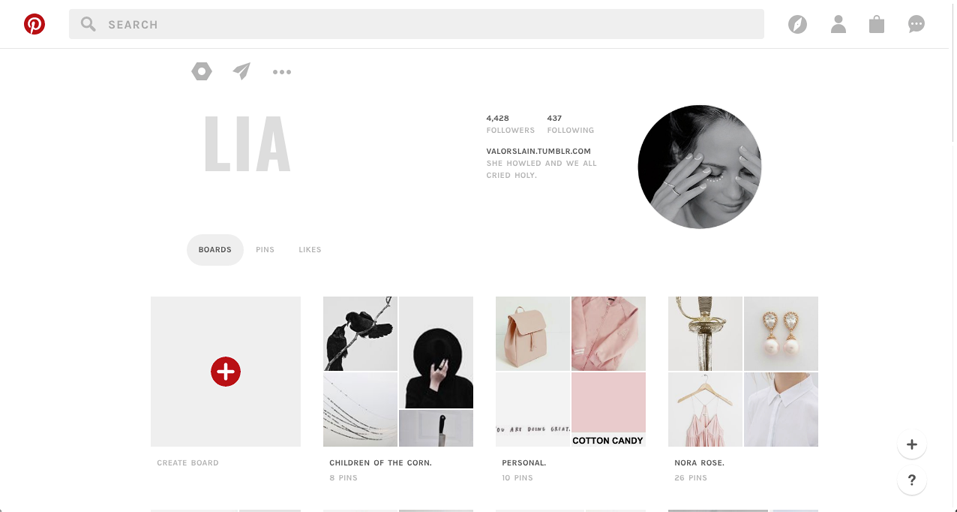 SEARCH
LIA
4,428 437
FOLLOWERS FOLLOWING
VALORSLAIN.TUMBLR.COM
SHE HOWLED AND WE ALL
CRIED HOLY.
BOARDS PINS LIKES
YOU ARE DOING GREAT.
COTTON CANDY
CREATE BOARD
CHILDREN OF THE CORN.
8 PINS
PERSONAL.
10 PINS
NORA ROSE.
26 PINS